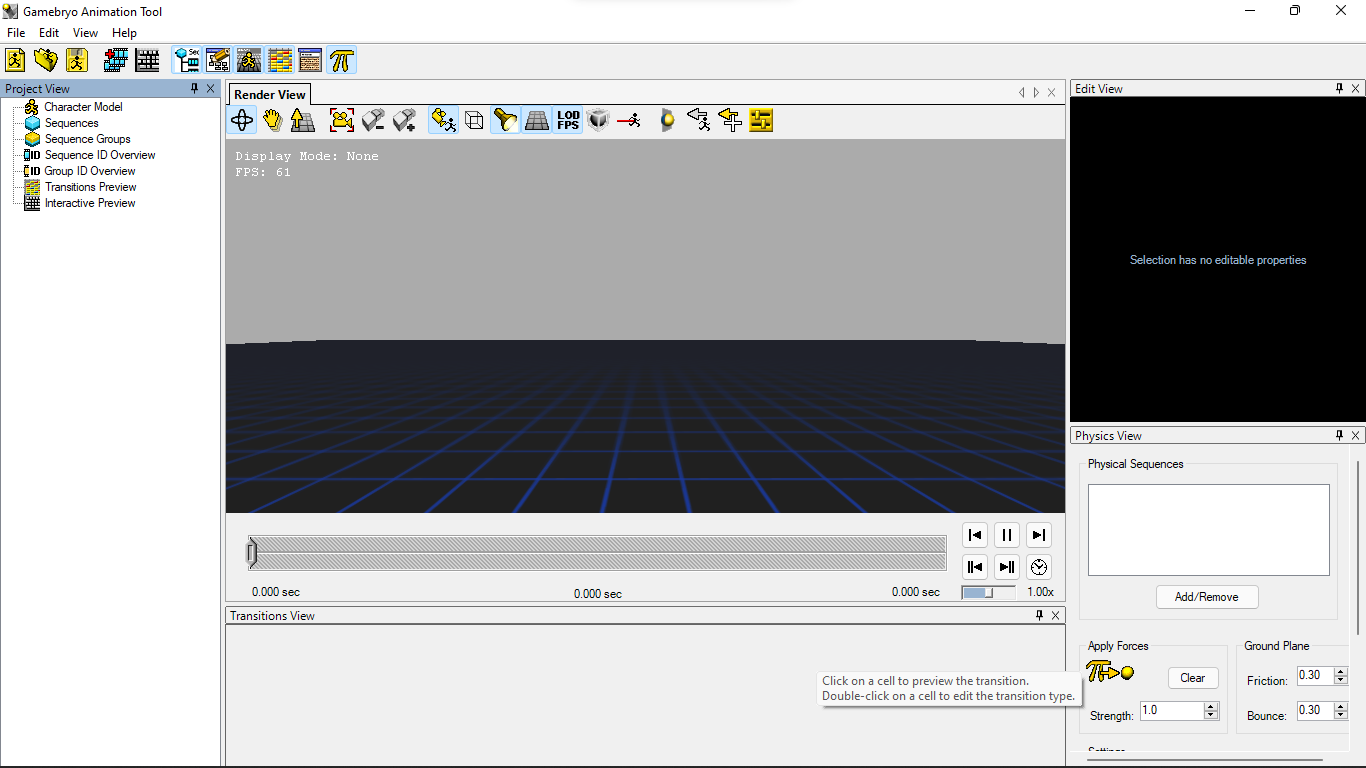 Gamebryo Animation Tool
File Edit View Help
Project View
Character Model
Sequences
Sequence Groups
Sequence ID Overview
Group ID Overview
Transitions Preview
Interactive Preview
Render View
LOD
FPS
Display Mode: None
FPS: 61
0.000 sec 0.000 sec 0.000 sec 1.00x
Transitions View
Click on a cell to preview the transition.
Double-click on a cell to edit the transition type.
Edit View
Selection has no editable properties
Physics View
Physical Sequences
Add/Remove
Apply Forces
Clear
Strength: 1.0
Ground Plane
Friction: 0.30
Bounce: 0.30